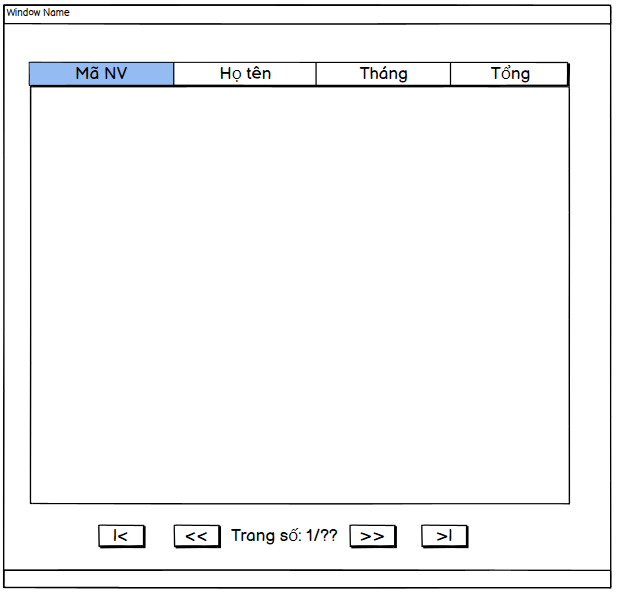 Window Name
Mã NV Họ tên Tháng Tổng
|< << Trang số: 1/?? >> >|